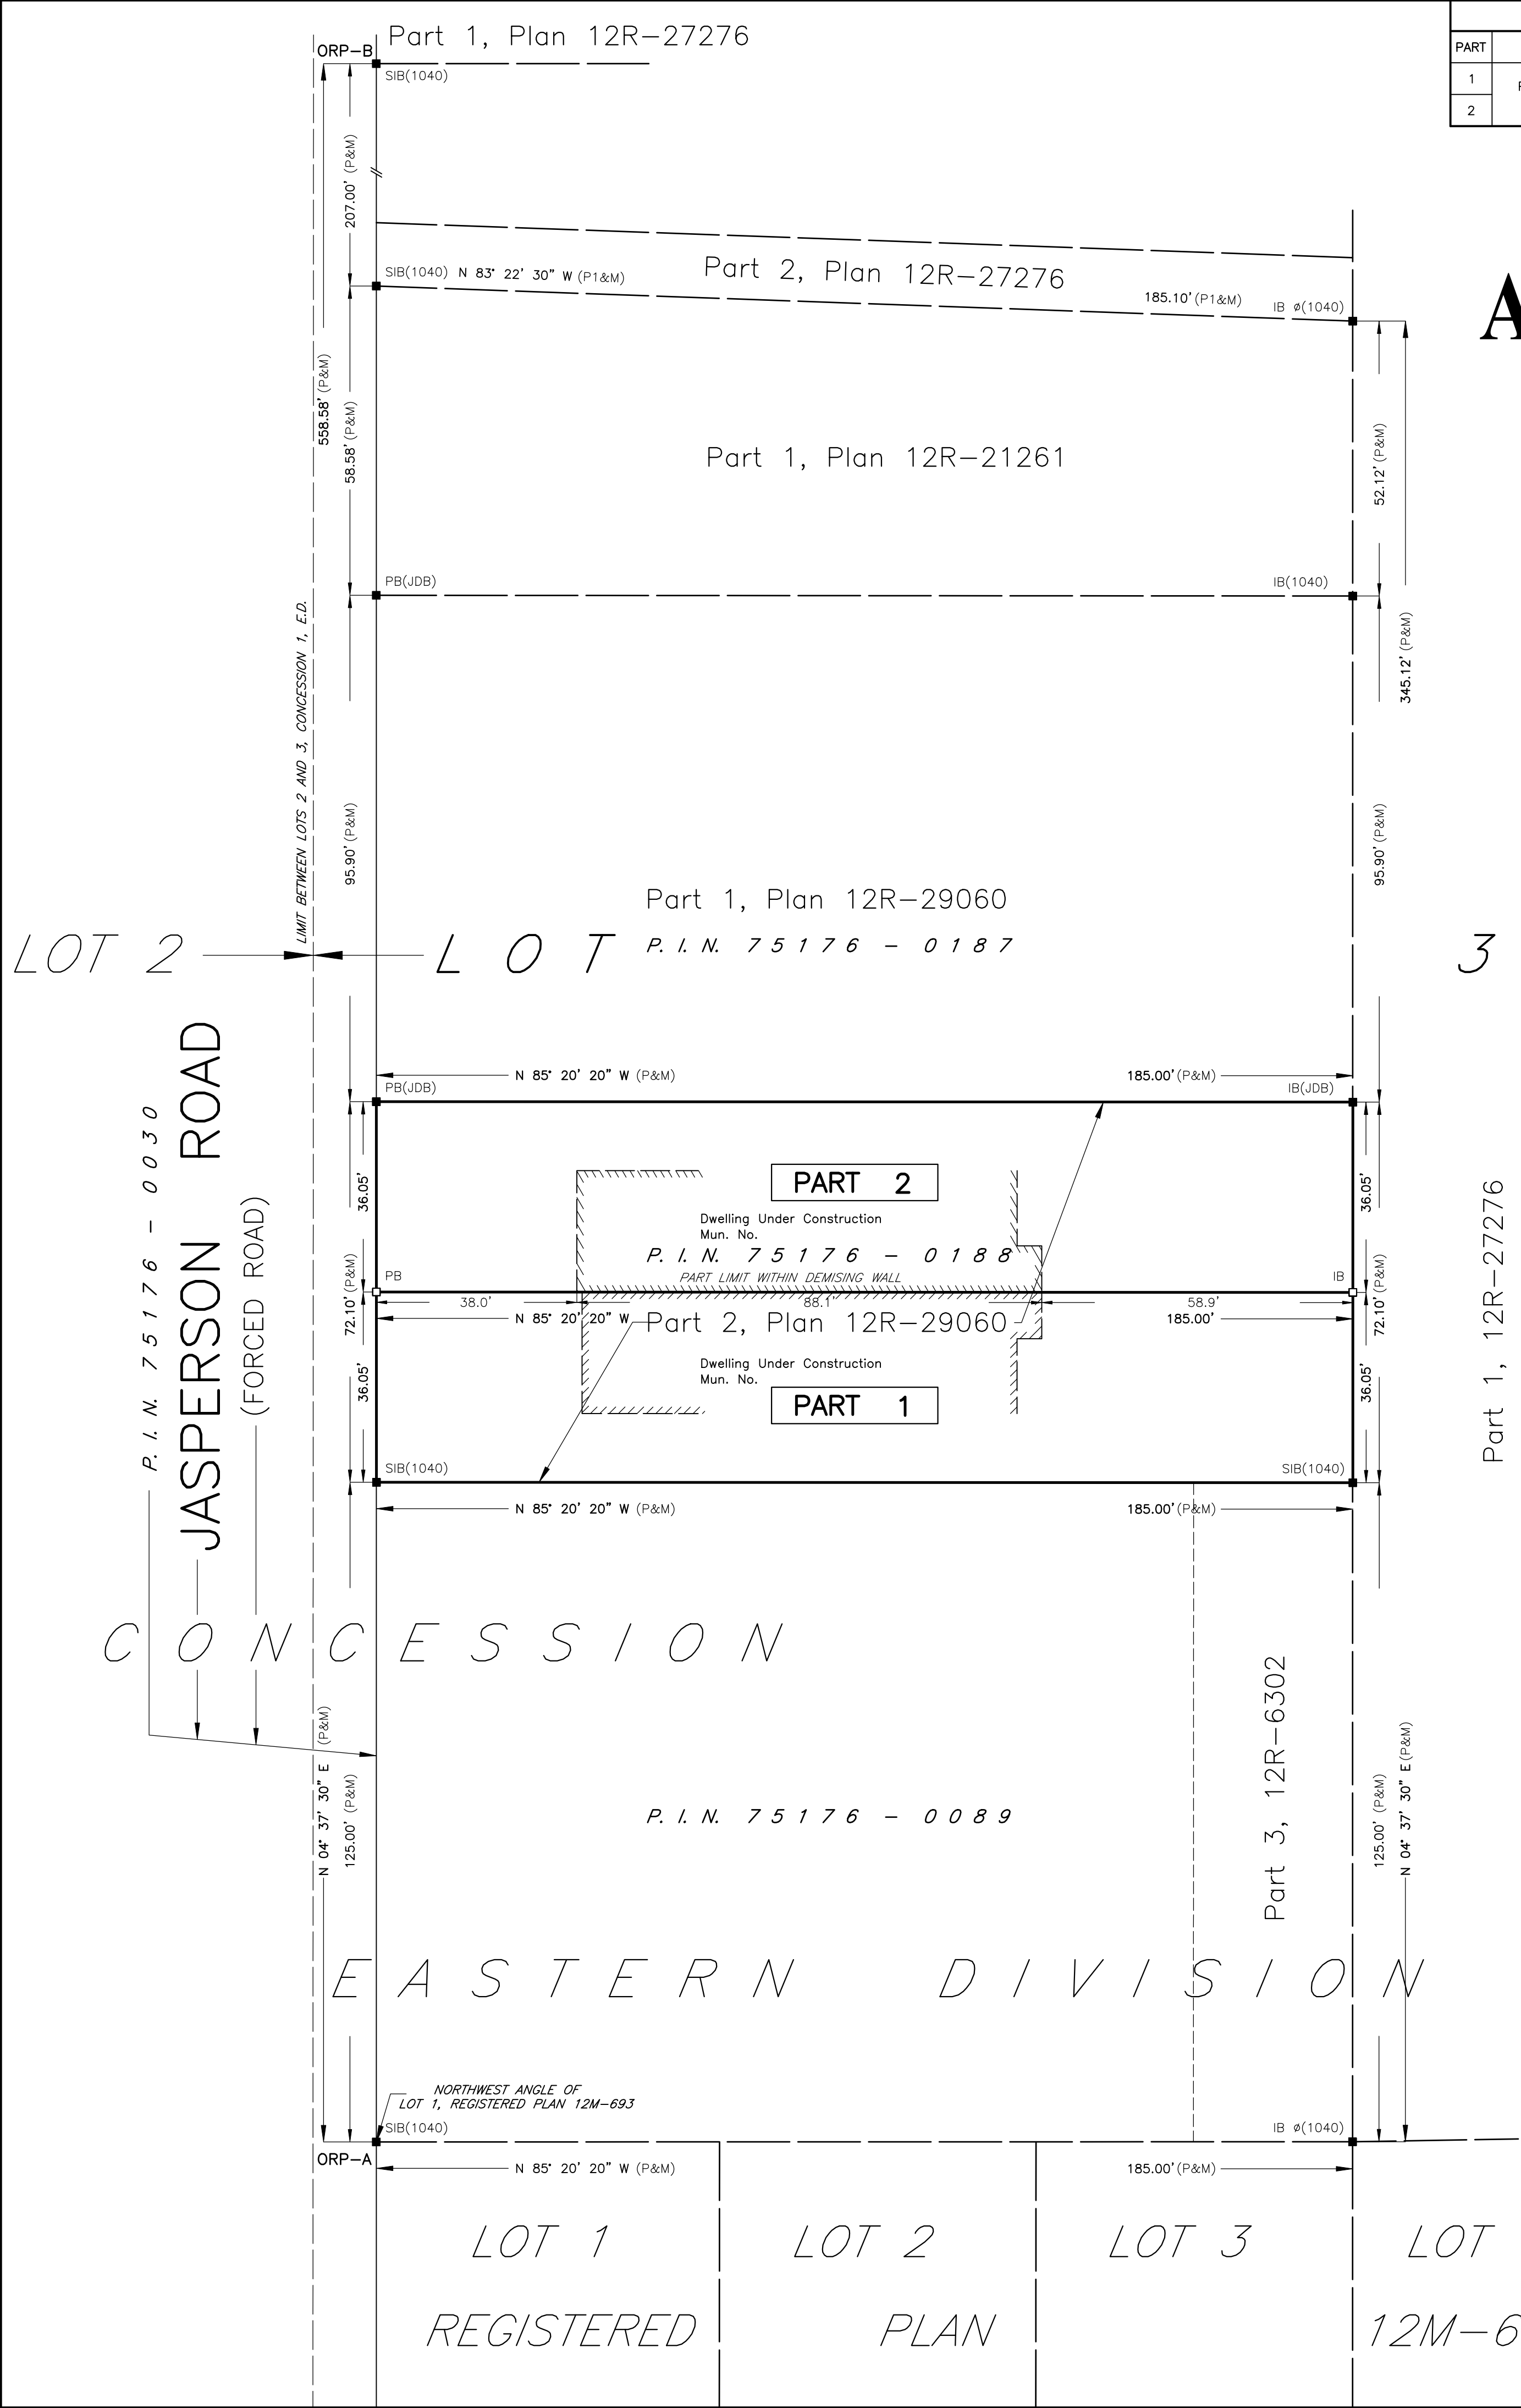 Part 1, Plan 12R-27276
ORP-B
SIB(1040)
PART
1
2
207.00' (P&M)
SIB(1040) N 83° 22' 30" W (P1&M)
Part 2, Plan 12R-27276
185.10' (P1&M)
IB ø(1040)
A
558.58' (P&M)
58.58' (P&M)
Part 1, Plan 12R-21261
52.12' (P&M)
345.12' (P&M)
PB(JDB)
IB(1040)
LIMIT BETWEEN LOTS 2 AND 3, CONCESSION 1, E.D.
95.90' (P&M)
95.90' (P&M)
Part 1, Plan 12R-29060
P. I. N. 75176 - 0187
LOT 2
LOT
3
N 85° 20' 20" W (P&M)
185.00' (P&M)
PB(JDB)
IB(JDB)
P. I. N. 75176 - 0030
JASPERSON ROAD
(FORCED ROAD)
36.05'
36.05'
PART 2
Dwelling Under Construction
Mun. No.
P. I. N. 75176 - 0188
PART LIMIT WITHIN DEMISING WALL
PB
IB
72.10' (P&M)
72.10' (P&M)
38.0'
88.1'
58.9'
N 85° 20' 20" W
185.00'
Part 2, Plan 12R-29060
Dwelling Under Construction
Mun. No.
PART 1
36.05'
36.05'
Part 1, 12R-27276
SIB(1040)
SIB(1040)
N 85° 20' 20" W (P&M)
185.00' (P&M)
CONCESSION
Part 3, 12R-6302
N 04° 37' 30" E (P&M)
125.00' (P&M)
P. I. N. 75176 - 0089
125.00' (P&M)
N 04° 37' 30" E (P&M)
EASTERN DIVISION
NORTHWEST ANGLE OF
LOT 1, REGISTERED PLAN 12M-693
SIB(1040)
IB ø(1040)
ORP-A
N 85° 20' 20" W (P&M)
185.00' (P&M)
LOT 1
LOT 2
LOT 3
LOT
REGISTERED PLAN 12M-6